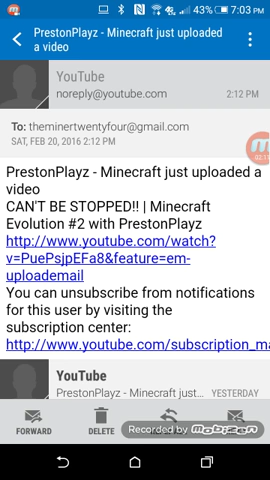 43% 7:03 PM
PrestonPlayz - Minecraft just uploaded
a video
YouTube
noreply@youtube.com 2:12 PM
To: theminertwentyfour@gmail.com
SAT, FEB 20, 2016 2:12 PM
PrestonPlayz - Minecraft just uploaded a
video
CAN'T BE STOPPED!! | Minecraft
Evolution #2 with PrestonPlayz
http://www.youtube.com/watch?
v=PuePsjpEFa8&feature=em-
uploademail
You can unsubscribe from notifications
for this user by visiting the
subscription center:
http://www.youtube.com/subscription_ma
YouTube
PrestonPlayz - Minecraft just... YESTERDAY
FORWARD DELETE
Recorded by mobizen